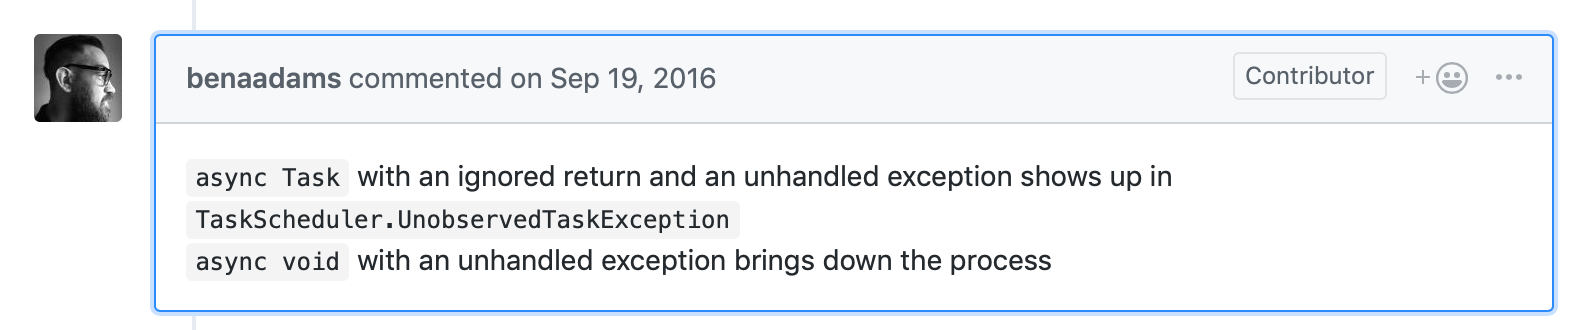 benaadams commented on Sep 19, 2016 Contributor
async Task with an ignored return and an unhandled exception shows up in
TaskScheduler.UnobservedTaskException
async void with an unhandled exception brings down the process